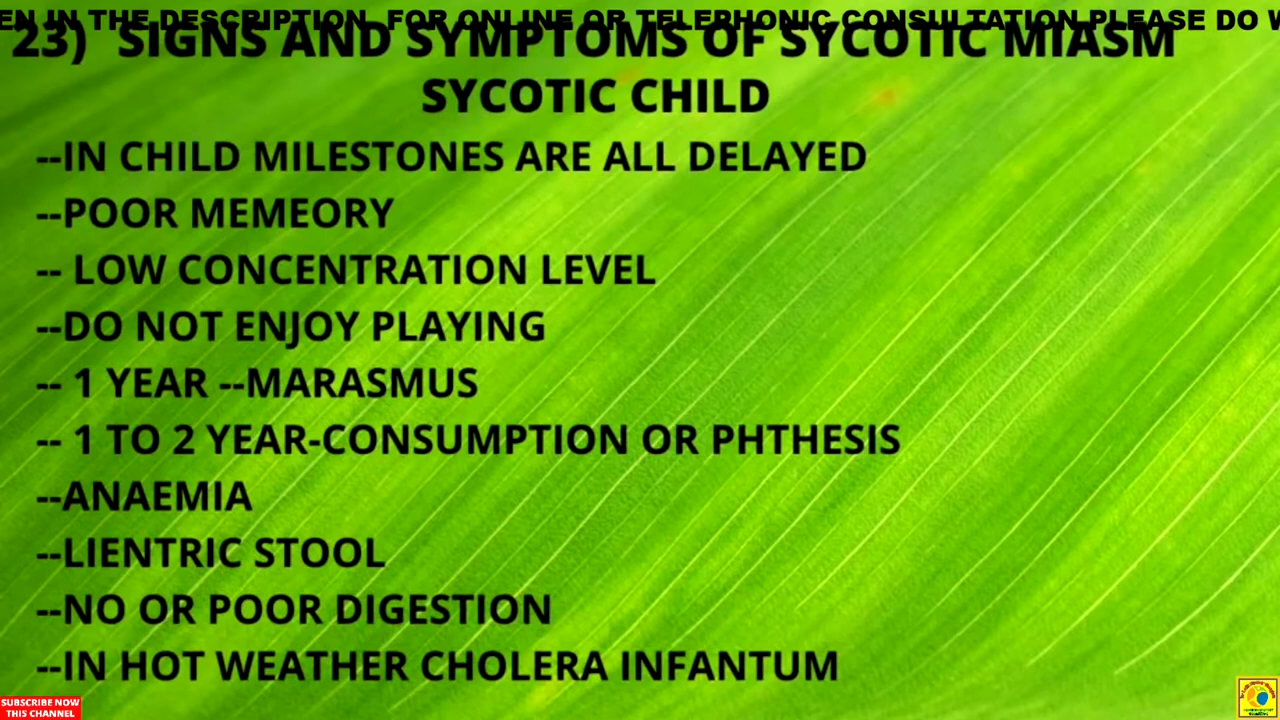 EN IN THE DESCRIPTION FOR ONLINE OR TELEPHONIC CONSULTATION PLEASE DO W
23) SIGNS AND SYMPTOMS OF SYCOTIC MIASM
SYCOTIC CHILD
--IN CHILD MILESTONES ARE ALL DELAYED
--POOR MEMEORY
-- LOW CONCENTRATION LEVEL
--DO NOT ENJOY PLAYING
-- 1 YEAR --MARASMUS
-- 1 TO 2 YEAR-CONSUMPTION OR PHTHESIS
--ANAEMIA
--LIENTRIC STOOL
--NO OR POOR DIGESTION
--IN HOT WEATHER CHOLERA INFANTUM
SUBSCRIBE NOW
THIS CHANNEL